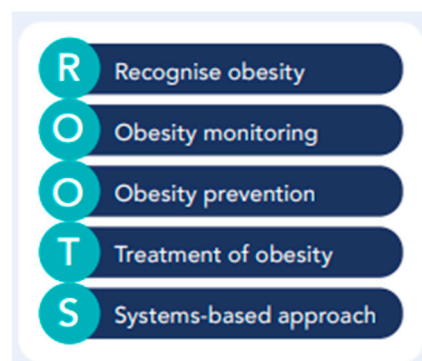 R Recognise obesity
O Obesity monitoring
O Obesity prevention
T Treatment of obesity
S Systems-based approach